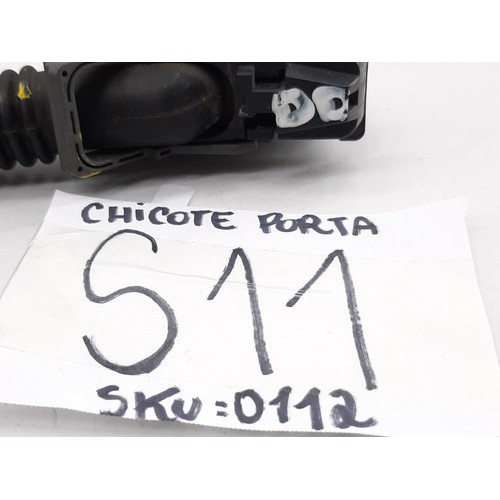 CHICOTE PORTA
S11
SKU:0112